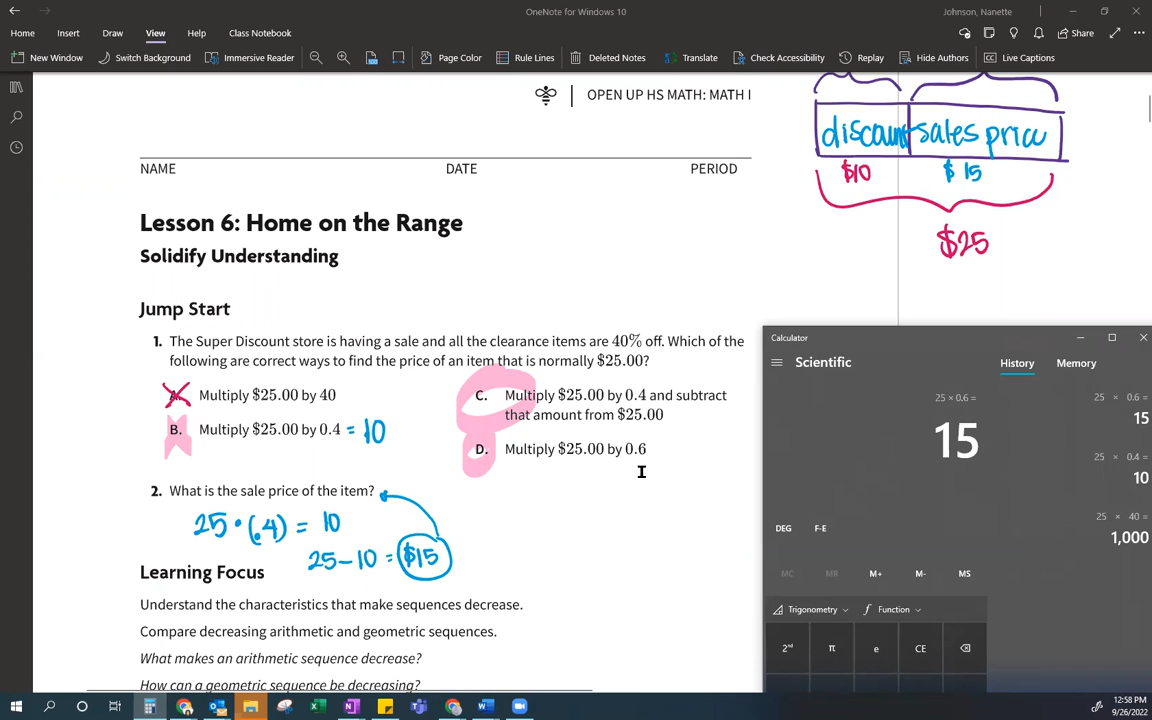 OneNote for Windows 10
Johnson, Nanette
Home Insert Draw View Help Class Notebook
Share
New Window Switch Background Immersive Reader Page Color Rule Lines Deleted Notes Translate Check Accessibility Replay Hide Authors Live Captions
OPEN UP HS MATH: MATH I
discount sales price
$10 $15
$25
NAME DATE PERIOD
Lesson 6: Home on the Range
Solidify Understanding
Jump Start
1. The Super Discount store is having a sale and all the clearance items are 40% off. Which of the
following are correct ways to find the price of an item that is normally $25.00?
A. Multiply $25.00 by 40
B. Multiply $25.00 by 0.4 = 10
C. Multiply $25.00 by 0.4 and subtract
that amount from $25.00
D. Multiply $25.00 by 0.6
2. What is the sale price of the item?
25 · (.4) = 10
25 - 10 = $15
Learning Focus
Understand the characteristics that make sequences decrease.
Compare decreasing arithmetic and geometric sequences.
What makes an arithmetic sequence decrease?
How can a geometric sequence be decreasing?
Calculator
Scientific
History Memory
25 × 0.6 =
15
25 × 0.6 =
15
25 × 0.4 =
10
25 × 40 =
1,000
DEG F-E
MC MR M+ M- MS
Trigonometry Function
2nd π e CE
12:58 PM
9/26/2022